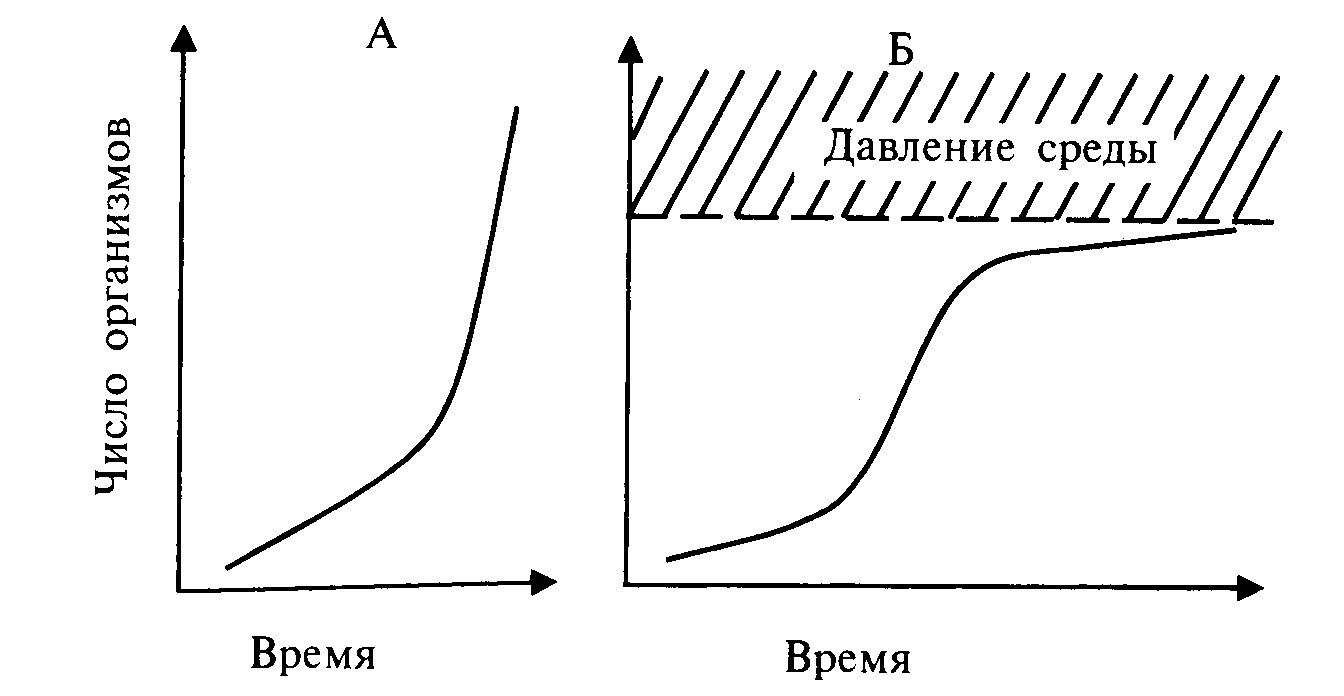 А
Число организмов
Время
Б
Давление среды
Время